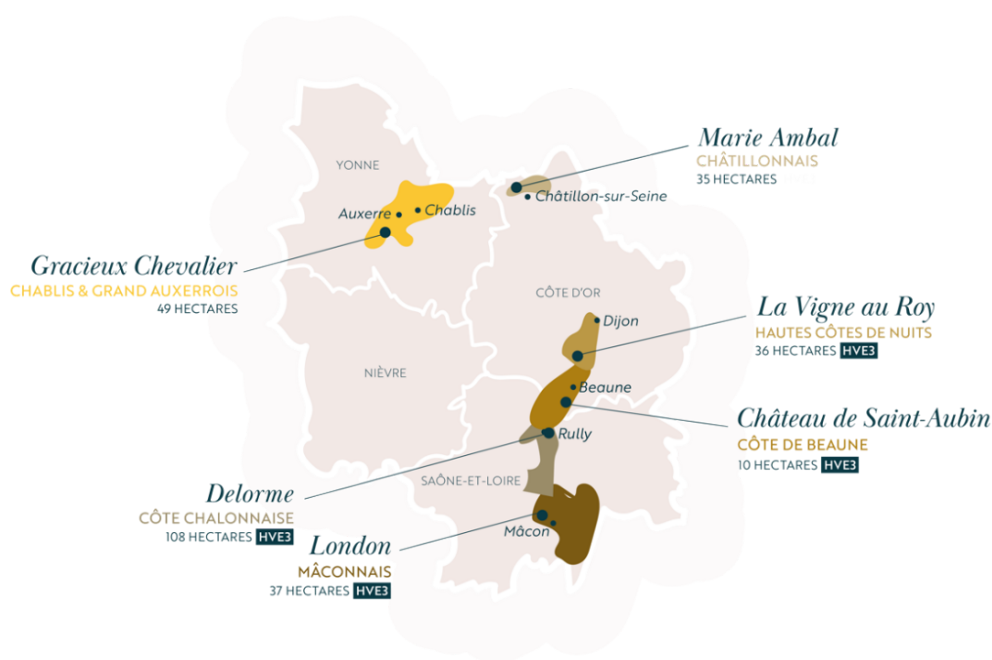 YONNE
Marie Ambal
CHÂTILLONNAIS
35 HECTARES
Châtillon-sur-Seine
Auxerre
Chablis
Gracieux Chevalier
CHABLIS & GRAND AUXERROIS
49 HECTARES
CÔTE D'OR
La Vigne au Roy
HAUTES CÔTES DE NUITS
36 HECTARES HVE3
Dijon
NIÈVRE
Beaune
Château de Saint-Aubin
CÔTE DE BEAUNE
10 HECTARES HVE3
Rully
SAÔNE-ET-LOIRE
Delorme
CÔTE CHALONNAISE
108 HECTARES HVE3
Mâcon
London
MÂCONNAIS
37 HECTARES HVE3